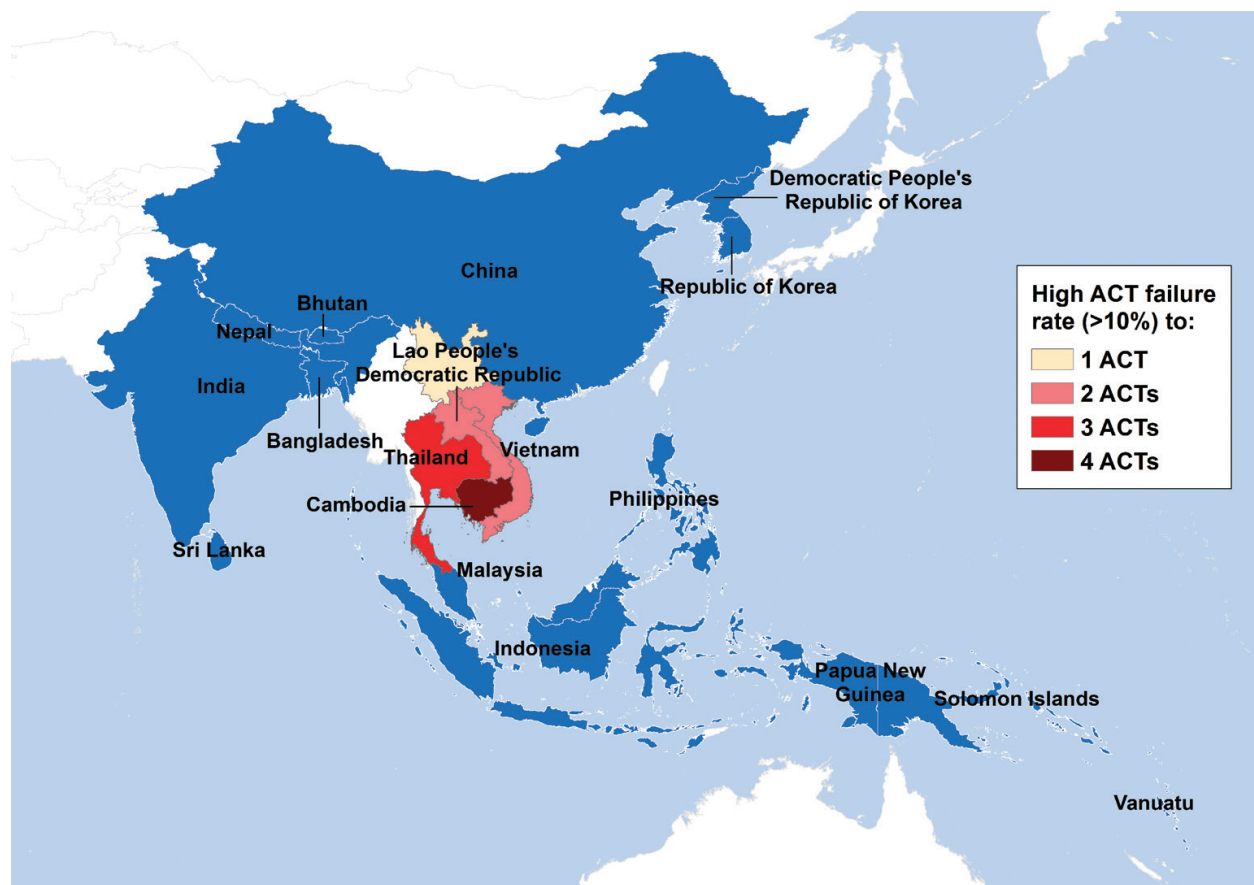 Democratic People's
Republic of Korea
China
Republic of Korea
High ACT failure
rate (>10%) to:
1 ACT
2 ACTs
3 ACTs
4 ACTs
Bhutan
Nepal
Lao People's
Democratic Republic
India
Bangladesh
Thailand
Vietnam
Cambodia
Philippines
Sri Lanka
Malaysia
Indonesia
Papua New
Guinea
Solomon Islands
Vanuatu